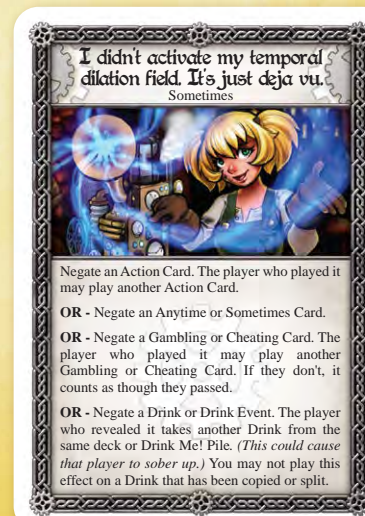 I didn't activate my temporal
dilation field. It's just deja vu.
Sometimes
Negate an Action Card. The player who played it
may play another Action Card.
OR - Negate an Anytime or Sometimes Card.
OR - Negate a Gambling or Cheating Card. The
player who played it may play another
Gambling or Cheating Card. If they don't, it
counts as though they passed.
OR - Negate a Drink or Drink Event. The player
who revealed it takes another Drink from the
same deck or Drink Me! Pile. (This could cause
that player to sober up.) You may not play this
effect on a Drink that has been copied or split.